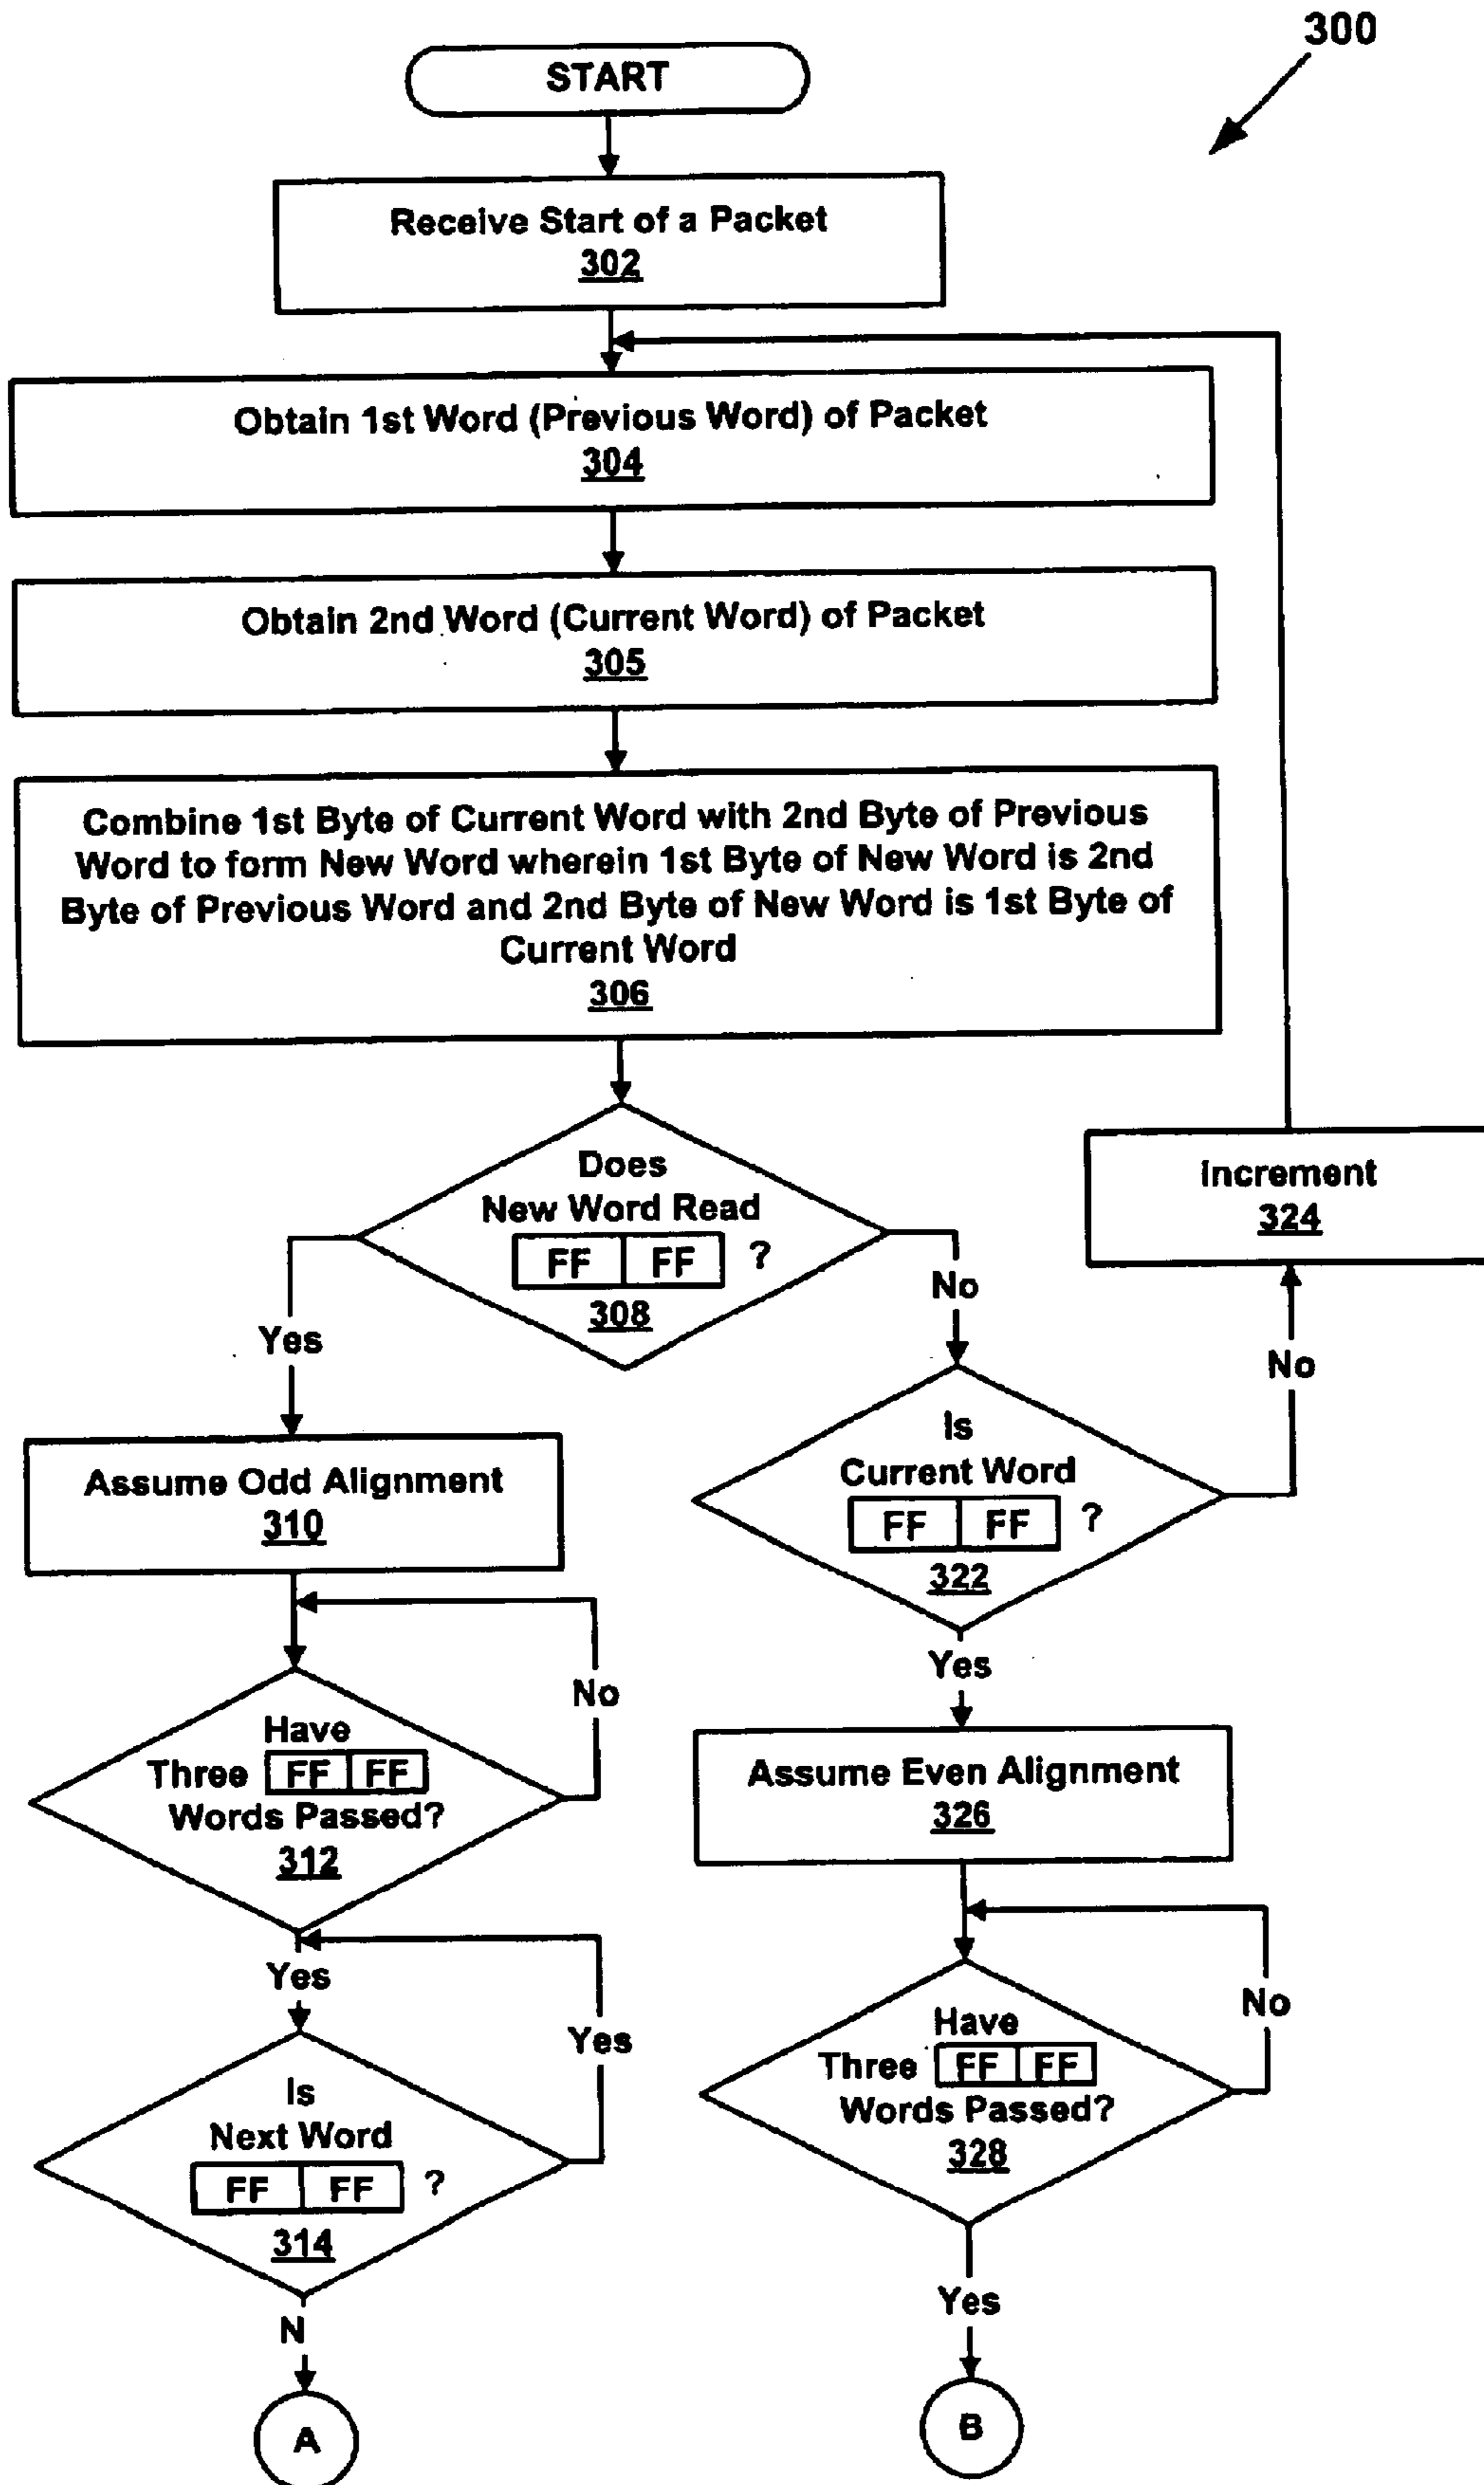 300
START
Receive Start of a Packet
302
Obtain 1st Word (Previous Word) of Packet
304
Obtain 2nd Word (Current Word) of Packet
305
Combine 1st Byte of Current Word with 2nd Byte of Previous
Word to form New Word wherein 1st Byte of New Word is 2nd
Byte of Previous Word and 2nd Byte of New Word is 1st Byte of
Current Word
306
Does
New Word Read
FF FF ?
308
Yes
No
Increment
324
No
Is
Current Word
FF FF ?
322
Assume Odd Alignment
310
Yes
No
Have
Three FF FF
Words Passed?
312
Assume Even Alignment
326
Yes
Yes
Is
Next Word
FF FF ?
314
No
Have
Three FF FF
Words Passed?
328
N
Yes
A
B